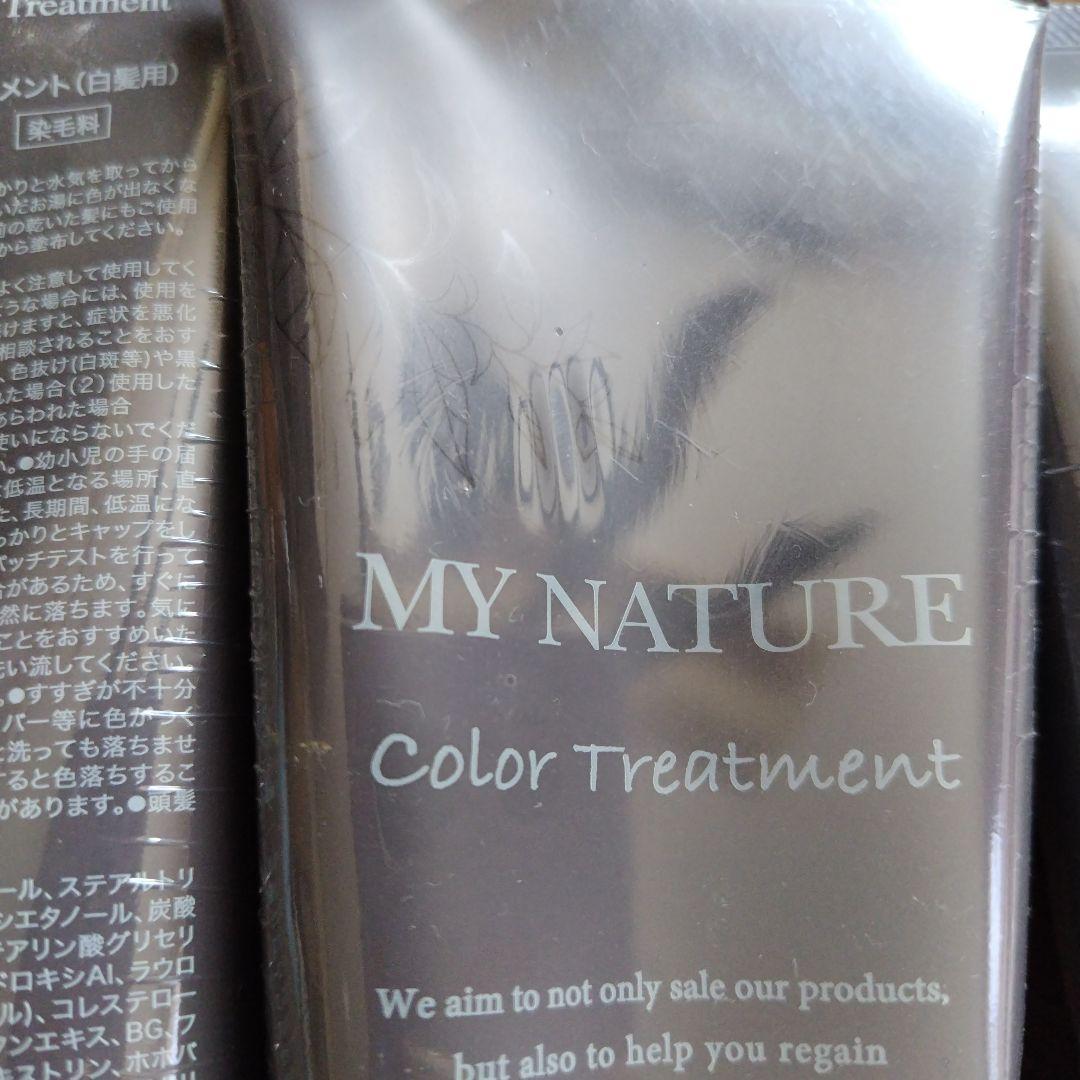 Treatment
メント(白髪用)
染毛料
かりと水気を取ってから
いだお湯に色が出なくな
前の乾いた髪にもご使用
から塗布してください。
よく注意して使用してく
ような場合には、使用を
続けますと、症状を悪化
相談されることをおす
、色抜け(白斑等)や黒
れた場合(2)使用した
あらわれた場合
使いにならないでくだ
い。●幼小児の手の届
低温となる場所、直
た、長期間、低温にな
っかりとキャップをし
パッチテストを行って
合があるため、すぐに
然に落ちます。気に
ことをおすすめいた
洗い流してください。
。●すすぎが不十分
バー等に色がつく
と洗っても落ちませ
すると色落ちするこ
があります。●頭髪
ール、ステアルトリ
シエタノール、炭酸
テアリン酸グリセリ
ドロキシAl、ラウロ
ル)、コレステロー
ンエキス、BG、フ
キストリン、ホホバ
MY NATURE
Color Treatment
We aim to not only sale our products,
but also to help you regain